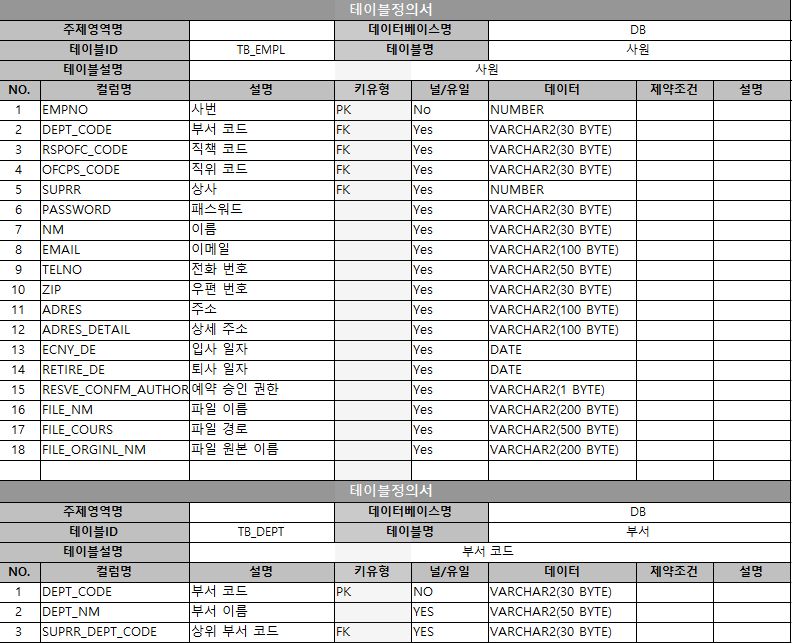 테이블정의서
주제영역명 데이터베이스명 DB
테이블ID TB_EMPL 테이블명 사원
테이블설명 사원
NO. 컬럼명 설명 키유형 널/유일 데이터 제약조건 설명
1 EMPNO 사번 PK No NUMBER
2 DEPT_CODE 부서 코드 FK Yes VARCHAR2(30 BYTE)
3 RSPOFC_CODE 직책 코드 FK Yes VARCHAR2(30 BYTE)
4 OFCPS_CODE 직위 코드 FK Yes VARCHAR2(30 BYTE)
5 SUPRR 상사 FK Yes NUMBER
6 PASSWORD 패스워드 Yes VARCHAR2(30 BYTE)
7 NM 이름 Yes VARCHAR2(30 BYTE)
8 EMAIL 이메일 Yes VARCHAR2(100 BYTE)
9 TELNO 전화 번호 Yes VARCHAR2(50 BYTE)
10 ZIP 우편 번호 Yes VARCHAR2(30 BYTE)
11 ADRES 주소 Yes VARCHAR2(100 BYTE)
12 ADRES_DETAIL 상세 주소 Yes VARCHAR2(100 BYTE)
13 ECNY_DE 입사 일자 Yes DATE
14 RETIRE_DE 퇴사 일자 Yes DATE
15 RESVE_CONFM_AUTHOR 예약 승인 권한 Yes VARCHAR2(1 BYTE)
16 FILE_NM 파일 이름 Yes VARCHAR2(200 BYTE)
17 FILE_COURS 파일 경로 Yes VARCHAR2(500 BYTE)
18 FILE_ORGINL_NM 파일 원본 이름 Yes VARCHAR2(200 BYTE)
테이블정의서
주제영역명 데이터베이스명 DB
테이블ID TB_DEPT 테이블명 부서
테이블설명 부서 코드
NO. 컬럼명 설명 키유형 널/유일 데이터 제약조건 설명
1 DEPT_CODE 부서 코드 PK NO VARCHAR2(30 BYTE)
2 DEPT_NM 부서 이름 YES VARCHAR2(50 BYTE)
3 SUPRR_DEPT_CODE 상위 부서 코드 FK YES VARCHAR2(30 BYTE)